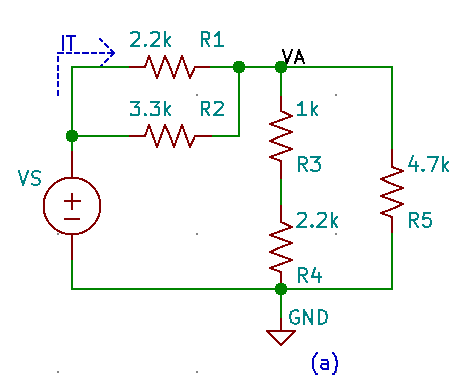 IT
2.2k R1
VA
3.3k R2
1k
R3
VS
+
−
4.7k
R5
2.2k
R4
GND
(a)